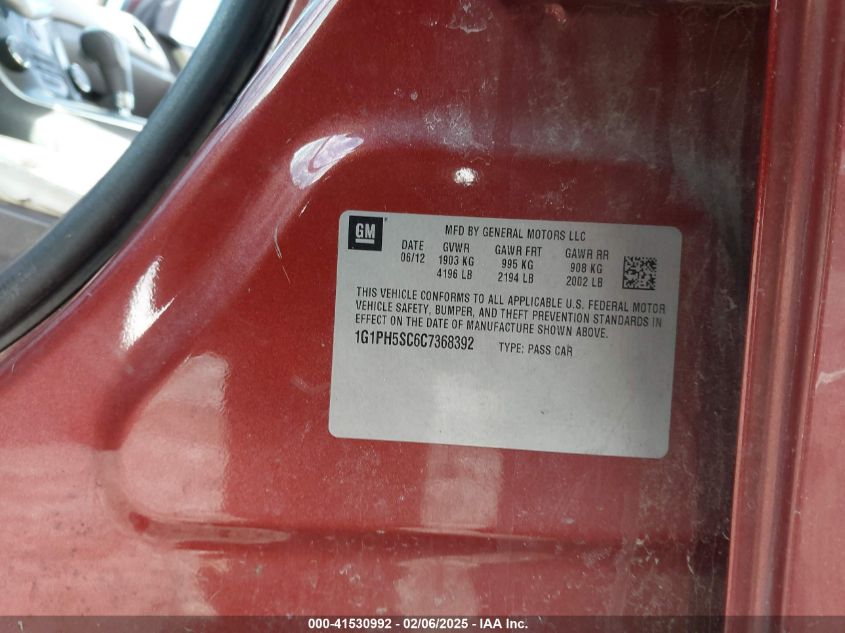 GM
MFD BY GENERAL MOTORS LLC
DATE GVWR GAWR FRT GAWR RR
06/12 1903 KG 995 KG 908 KG
4196 LB 2194 LB 2002 LB
THIS VEHICLE CONFORMS TO ALL APPLICABLE U.S. FEDERAL MOTOR
VEHICLE SAFETY, BUMPER, AND THEFT PREVENTION STANDARDS IN
EFFECT ON THE DATE OF MANUFACTURE SHOWN ABOVE.
1G1PH5SC6C7368392 TYPE: PASS CAR
000-41530992 - 02/06/2025 - IAA Inc.